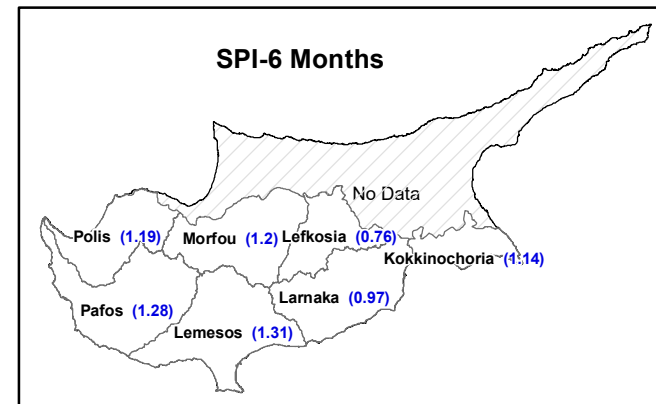 SPI-6 Months
No Data
Polis (1.19)
Morfou (1.2)
Lefkosia (0.76)
Kokkinochoria (1.14)
Pafos (1.28)
Larnaka (0.97)
Lemesos (1.31)